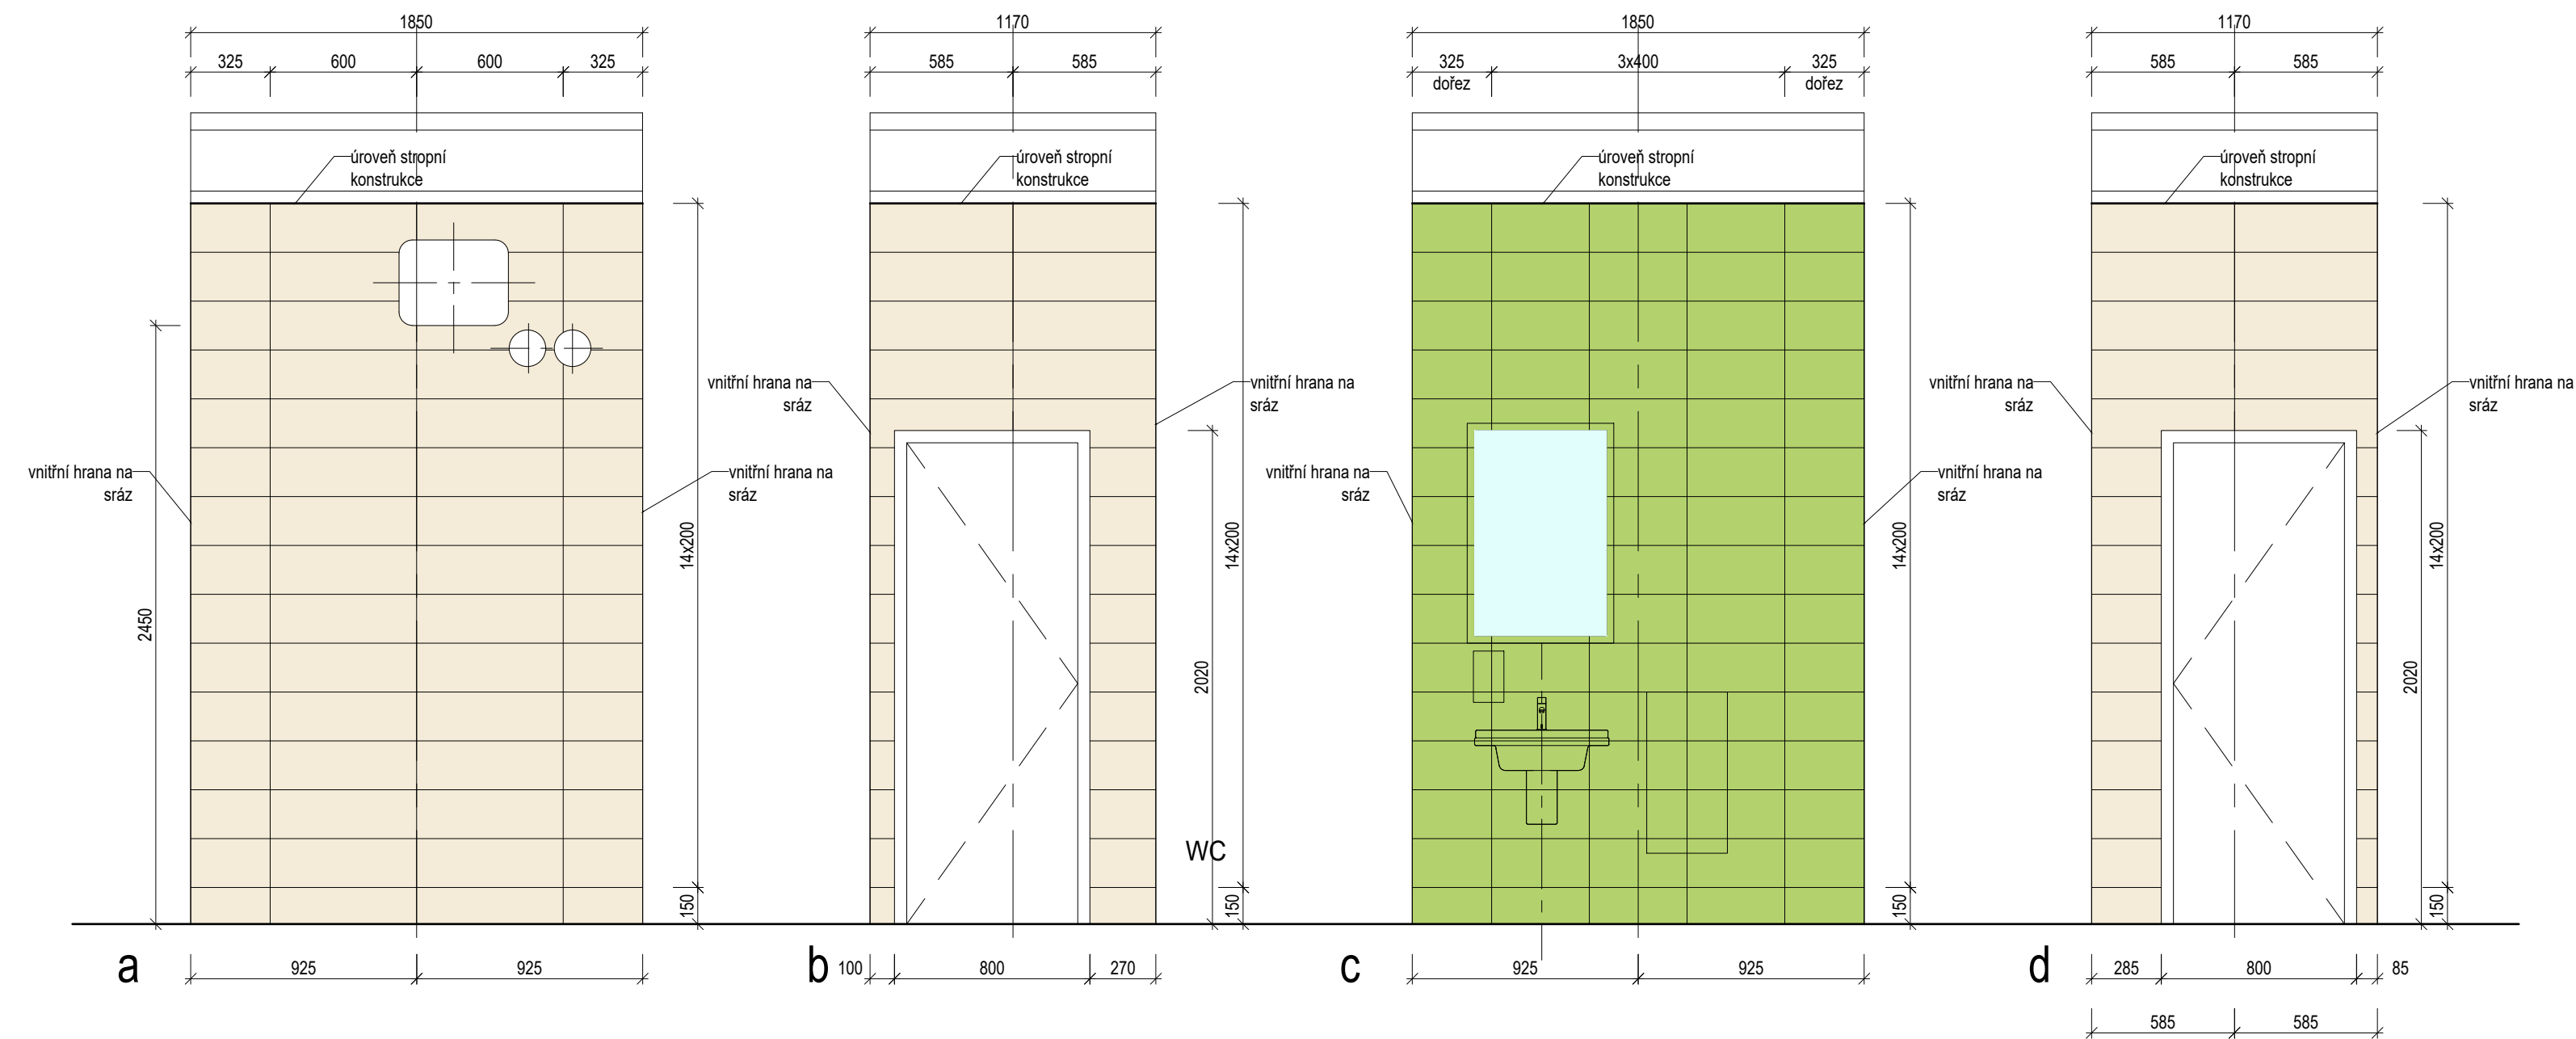 1850
325 600 600 325
úroveň stropní
konstrukce
vnitřní hrana na
sráz
2450
vnitřní hrana na
sráz
14x200
150
a
925 925
1170
585 585
úroveň stropní
konstrukce
vnitřní hrana na
sráz
vnitřní hrana na
sráz
14x200
2020
WC
150
b
100 800 270
1850
325 3x400 325
dořez dořez
úroveň stropní
konstrukce
vnitřní hrana na
sráz
vnitřní hrana na
sráz
14x200
150
c
925 925
1170
585 585
úroveň stropní
konstrukce
vnitřní hrana na
sráz
vnitřní hrana na
sráz
14x200
2020
150
d
285 800 85
585 585